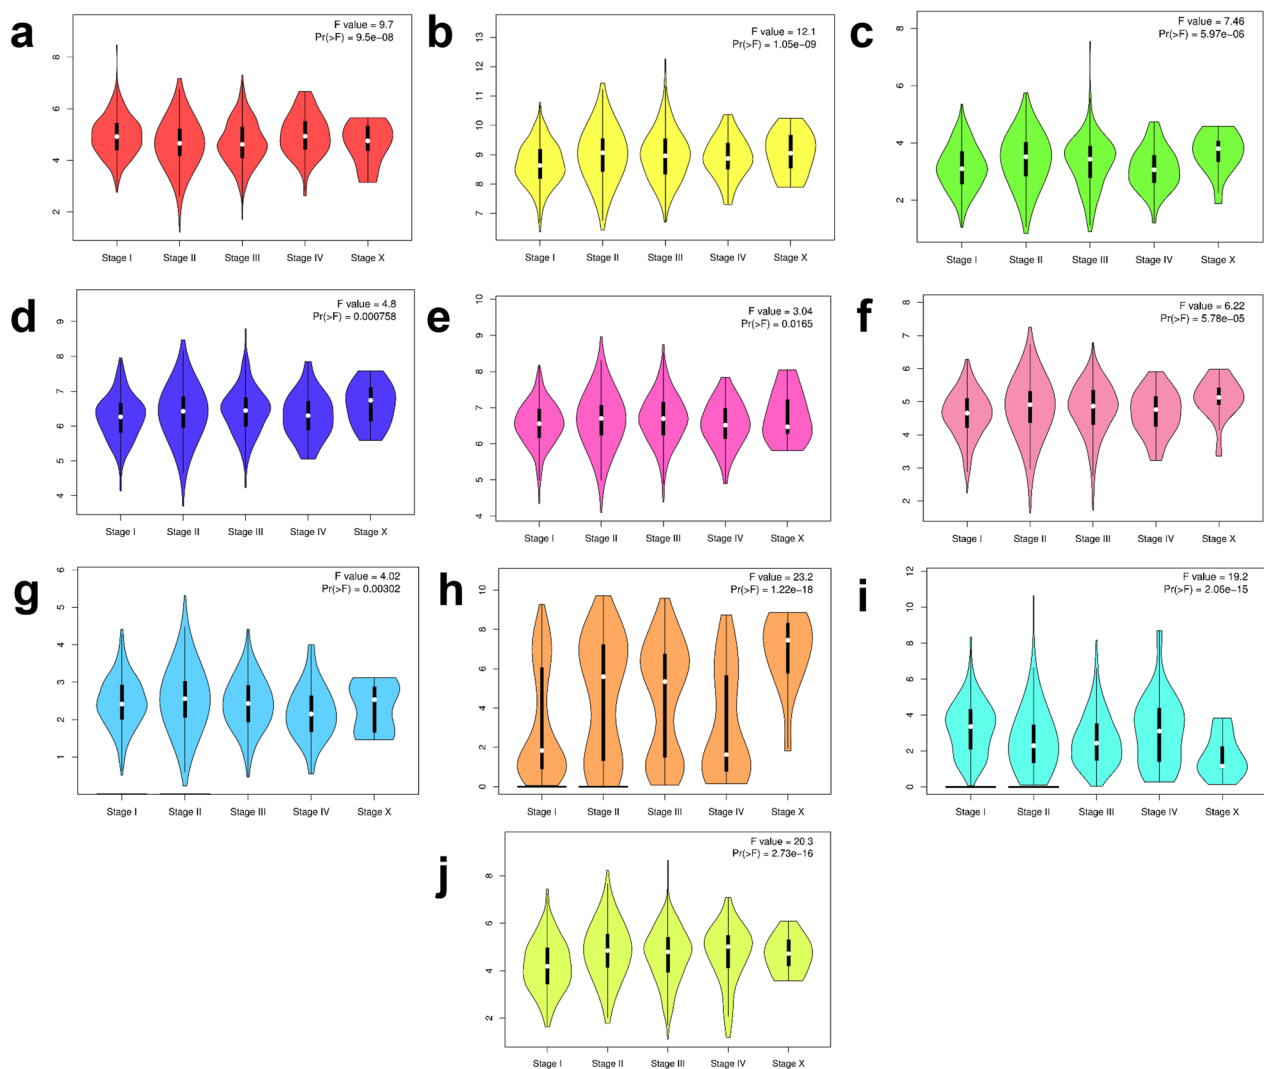 a
F value = 9.7
Pr(>F) = 9.5e−08
8
6
4
2
Stage I Stage II Stage III Stage IV Stage X
b
F value = 12.1
Pr(>F) = 1.05e−09
13
12
11
10
9
8
7
Stage I Stage II Stage III Stage IV Stage X
c
F value = 7.46
Pr(>F) = 5.97e−06
8
6
4
2
Stage I Stage II Stage III Stage IV Stage X
d
F value = 4.8
Pr(>F) = 0.000758
9
8
7
6
5
4
Stage I Stage II Stage III Stage IV Stage X
e
F value = 3.04
Pr(>F) = 0.0165
10
9
8
7
6
5
4
Stage I Stage II Stage III Stage IV Stage X
f
F value = 6.22
Pr(>F) = 5.78e−05
8
7
6
5
4
3
2
Stage I Stage II Stage III Stage IV Stage X
g
F value = 4.02
Pr(>F) = 0.00302
6
5
4
3
2
1
Stage I Stage II Stage III Stage IV Stage X
h
F value = 23.2
Pr(>F) = 1.22e−18
10
8
6
4
2
0
Stage I Stage II Stage III Stage IV Stage X
i
F value = 19.2
Pr(>F) = 2.06e−15
12
10
8
6
4
2
0
Stage I Stage II Stage III Stage IV Stage X
j
F value = 20.3
Pr(>F) = 2.73e−16
8
6
4
2
Stage I Stage II Stage III Stage IV Stage X